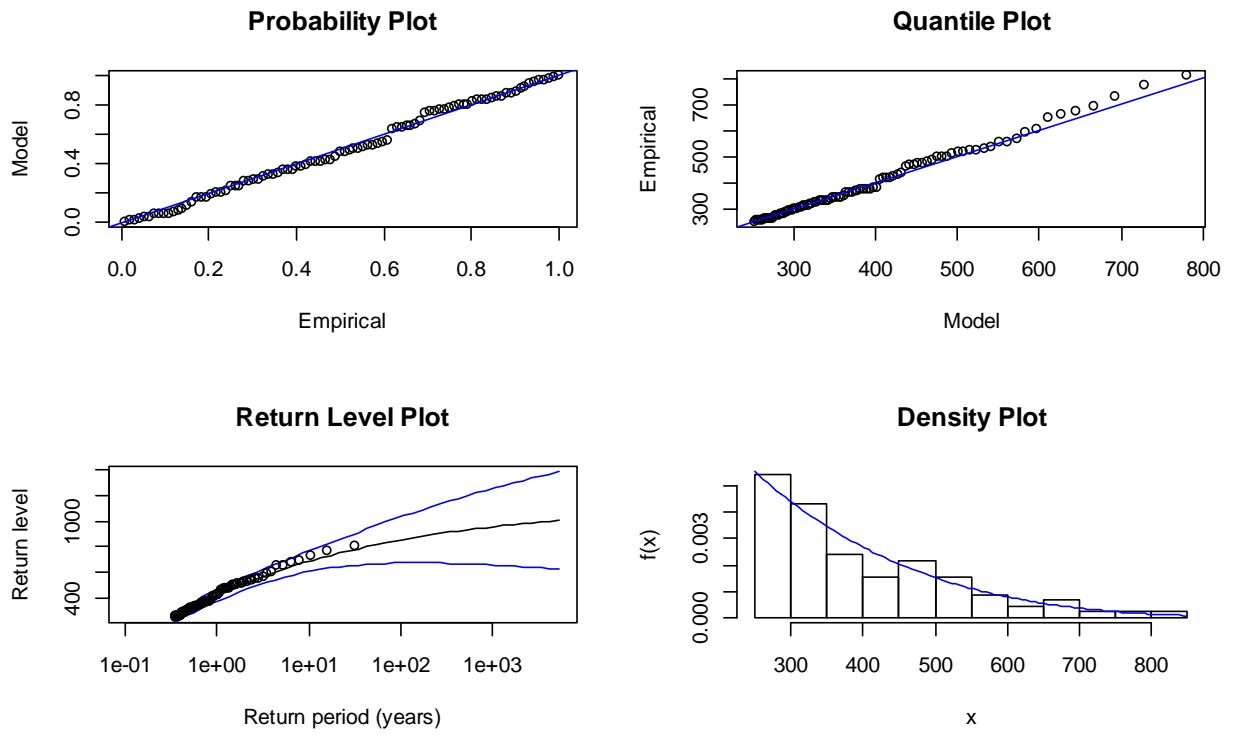 Probability Plot
Model
0.0 0.4 0.8
0.0 0.2 0.4 0.6 0.8 1.0
Empirical
Quantile Plot
Empirical
300 500 700
300 400 500 600 700 800
Model
Return Level Plot
Return level
400 1000
1e-01 1e+00 1e+01 1e+02 1e+03
Return period (years)
Density Plot
f(x)
0.000 0.003
300 400 500 600 700 800
x